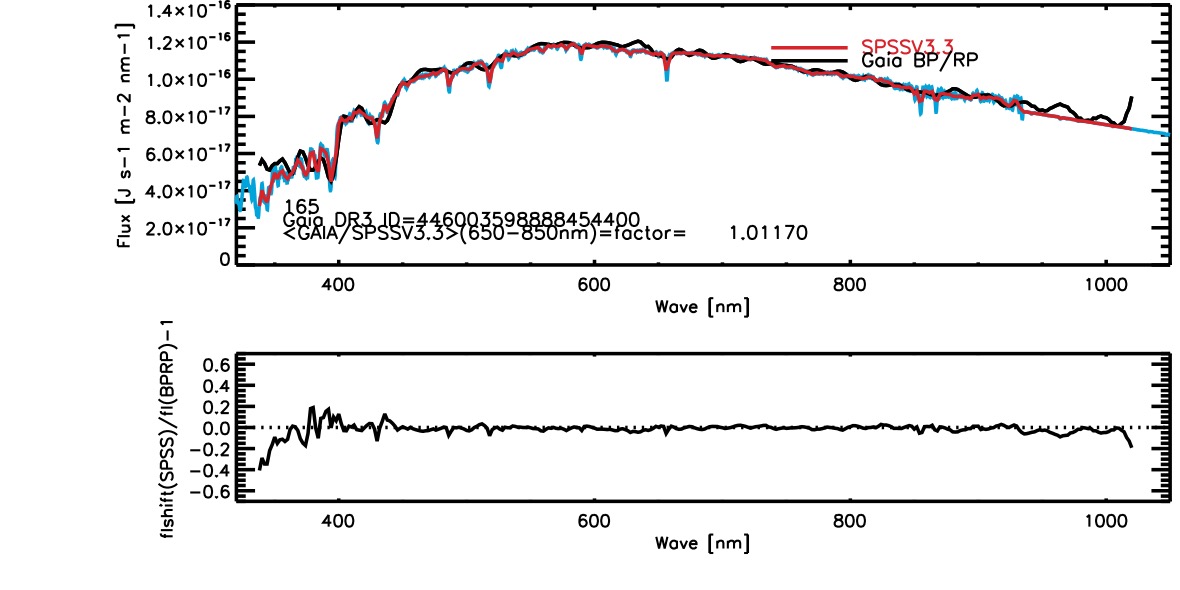 1.4×10−16
1.2×10−16
1.0×10−16
8.0×10−17
6.0×10−17
4.0×10−17
2.0×10−17
0
Flux [J s−1 m−2 nm−1]
SPSSv3.3
Gaia BP/RP
165
Gaia DR3 ID=446003598888454400
<GAIA/SPSSv3.3>(650−850nm)=factor= 1.01170
400 600 800 1000
Wave [nm]
0.6
0.4
0.2
0.0
−0.2
−0.4
−0.6
flshift(SPSS)/fl(BPRP)−1
400 600 800 1000
Wave [nm]